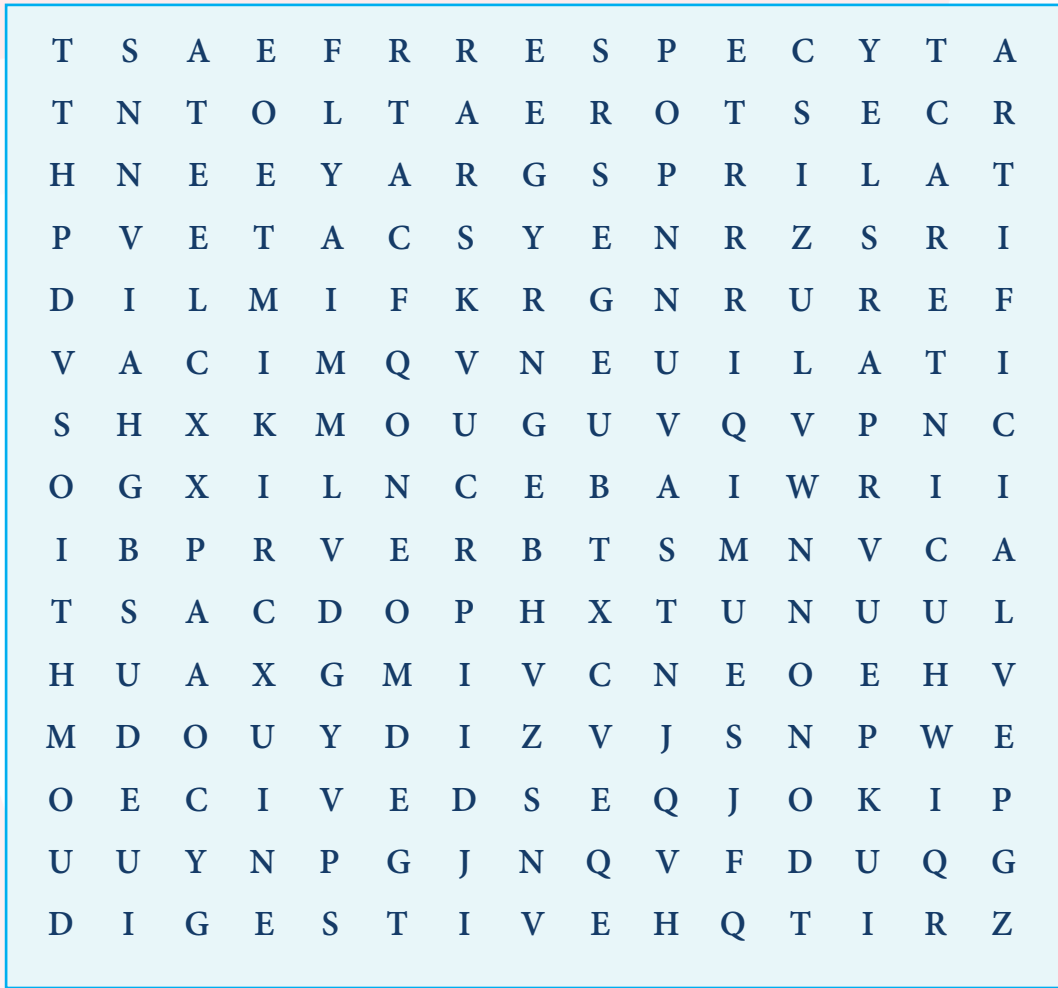 T S A E F R R E S P E C Y T A
T N T O L T A E R O T S E C R
H N E E Y A R G S P R I L A T
P V E T A C S Y E N R Z S R I
D I L M I F K R G N R U R E F
V A C I M Q V N E U I L A T I
S H X K M O U G U V Q V P N C
O G X I L N C E B A I W R I I
I B P R V E R B T S M N V C A
T S A C D O P H X T U N U U L
H U A X G M I V C N E O E H V
M D O U Y D I Z V J S N P W E
O E C I V E D S E Q J O K I P
U U Y N P G J N Q V F D U Q G
D I G E S T I V E H Q T I R Z